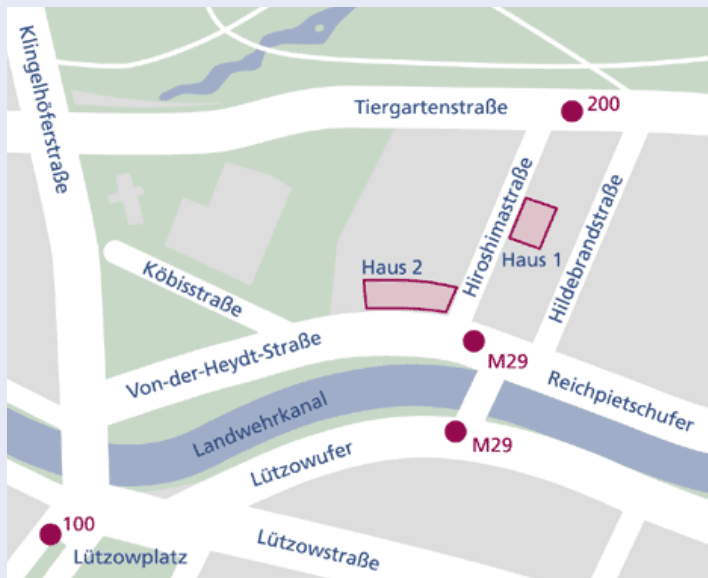 Klingelhöferstraße
Tiergartenstraße
200
Hiroshimastraße
Hildebrandstraße
Haus 1
Haus 2
Köbisstraße
Von-der-Heydt-Straße
M29
Reichpietschufer
Landwehrkanal
M29
Lützowufer
100
Lützowplatz
Lützowstraße